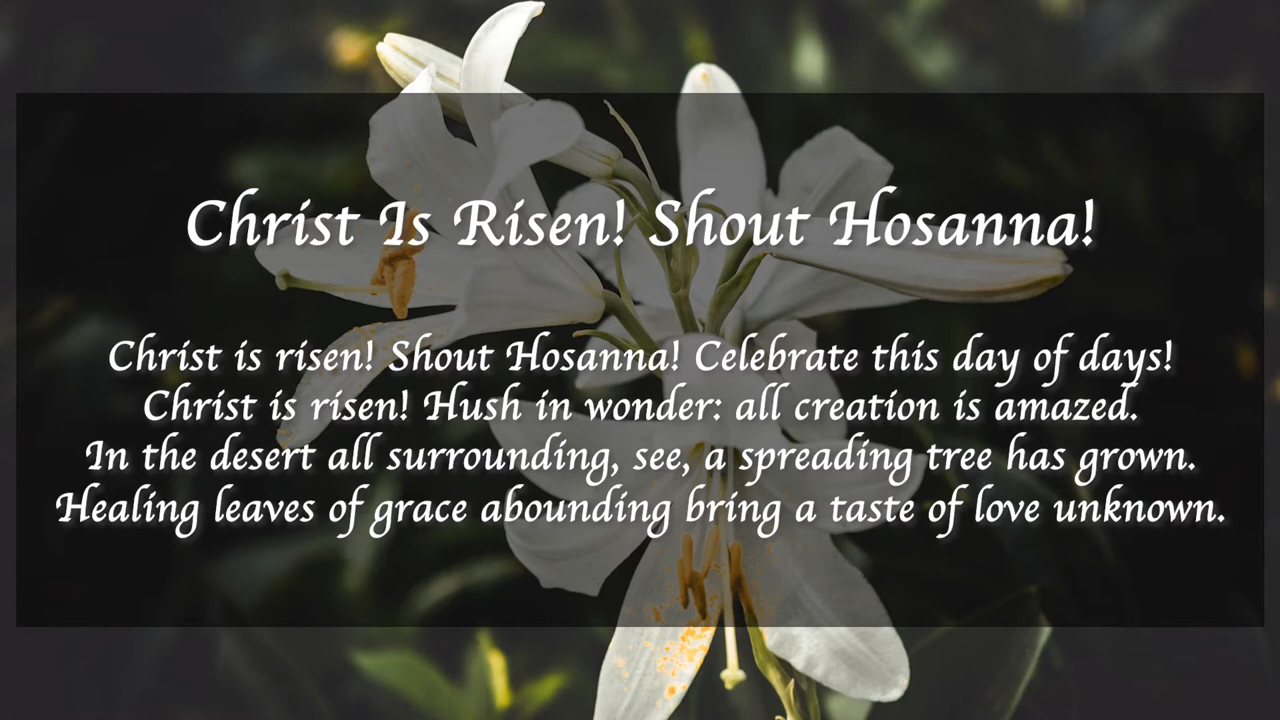 Christ Is Risen! Shout Hosanna!
Christ is risen! Shout Hosanna! Celebrate this day of days!
Christ is risen! Hush in wonder: all creation is amazed.
In the desert all surrounding, see, a spreading tree has grown.
Healing leaves of grace abounding bring a taste of love unknown.